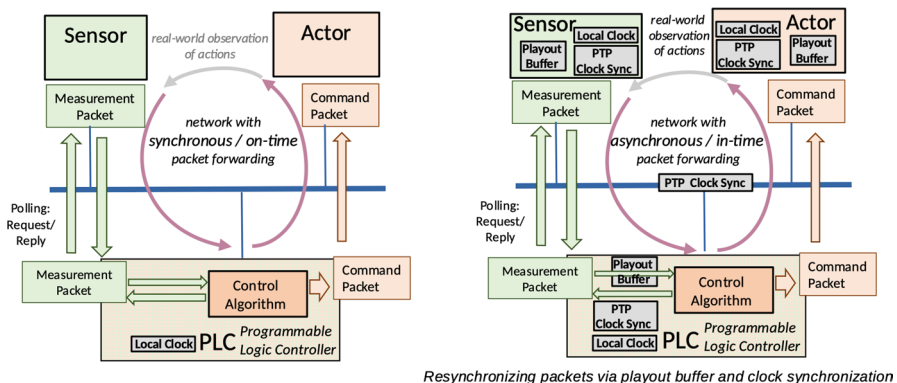 Sensor
real-world observation
of actions
Actor
Measurement
Packet
Command
Packet
network with
synchronous / on-time
packet forwarding
Polling:
Request/
Reply
Measurement
Packet
Control
Algorithm
Command
Packet
Local Clock
PLC
Programmable
Logic Controller
Sensor
Local Clock
Playout
Buffer
PTP
Clock Sync
real-world
observation
of actions
Actor
Local Clock
PTP
Clock Sync
Playout
Buffer
Measurement
Packet
Command
Packet
network with
asynchronous / in-time
packet forwarding
PTP Clock Sync
Polling:
Request/
Reply
Measurement
Packet
Playout
Buffer
Control
Algorithm
Command
Packet
PTP
Clock Sync
Local Clock
PLC
Programmable
Logic Controller
Resynchronizing packets via playout buffer and clock synchronization